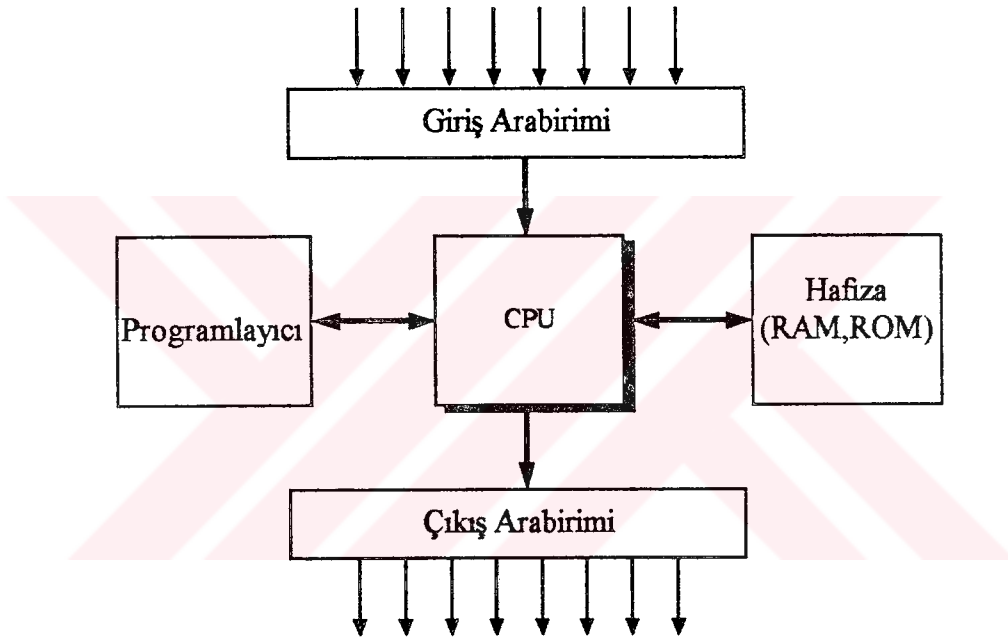 Giriş Arabirimi
Programlayıcı
CPU
Hafiza
(RAM,ROM)
Çıkış Arabirimi